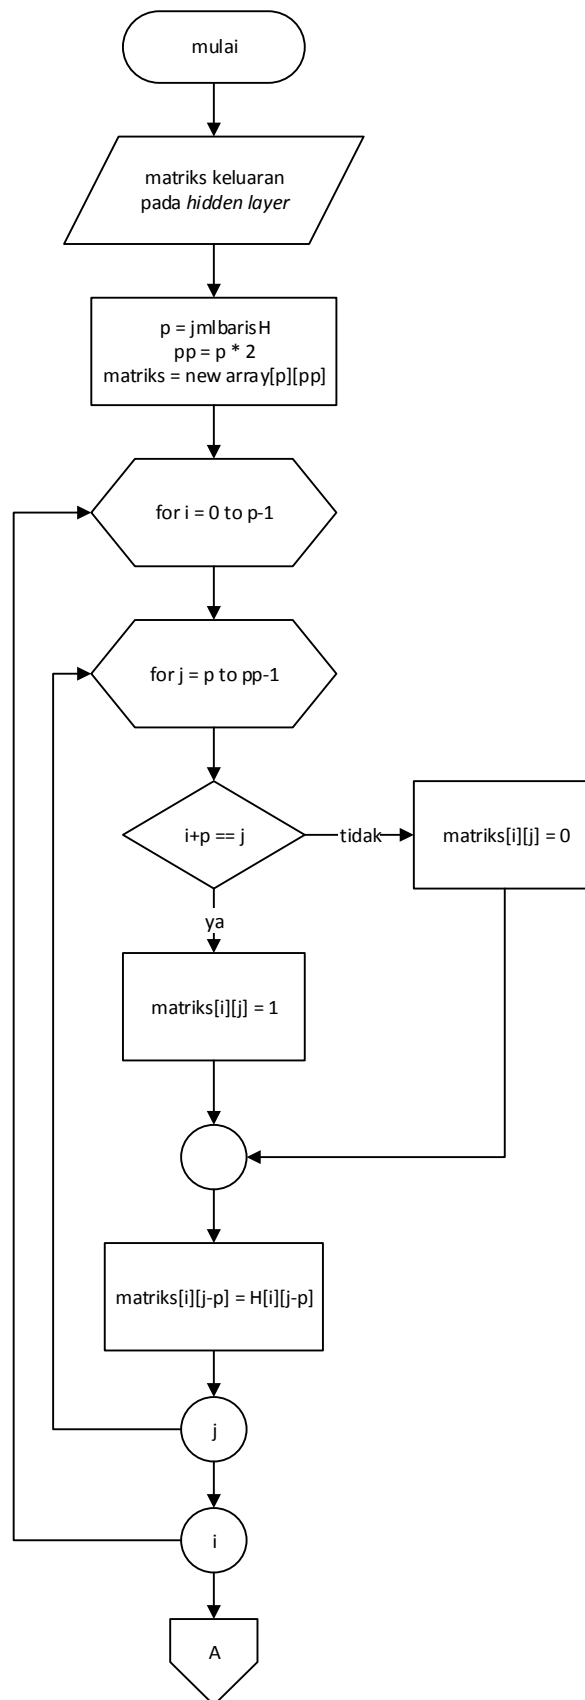 mulai
matriks keluaran
pada hidden layer
p = jmlbarisH
pp = p * 2
matriks = new array[p][pp]
for i = 0 to p-1
for j = p to pp-1
i+p == j
tidak
matriks[i][j] = 0
ya
matriks[i][j] = 1
matriks[i][j-p] = H[i][j-p]
j
i
A